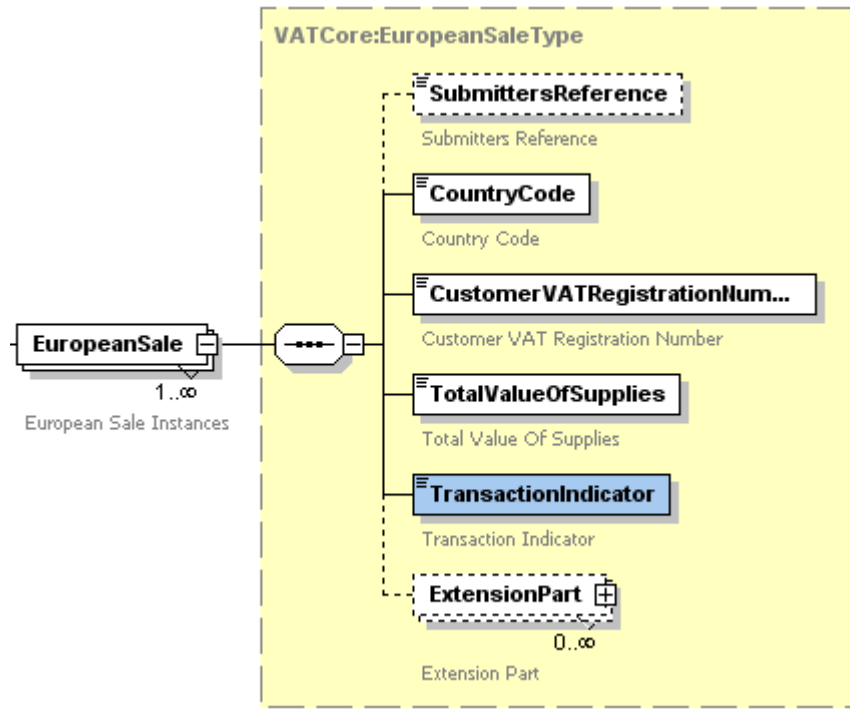 VATCore:EuropeanSaleType
SubmittersReference
Submitters Reference
CountryCode
Country Code
CustomerVATRegistrationNum...
Customer VAT Registration Number
EuropeanSale
1..∞
European Sale Instances
TotalValueOfSupplies
Total Value Of Supplies
TransactionIndicator
Transaction Indicator
ExtensionPart
0..∞
Extension Part